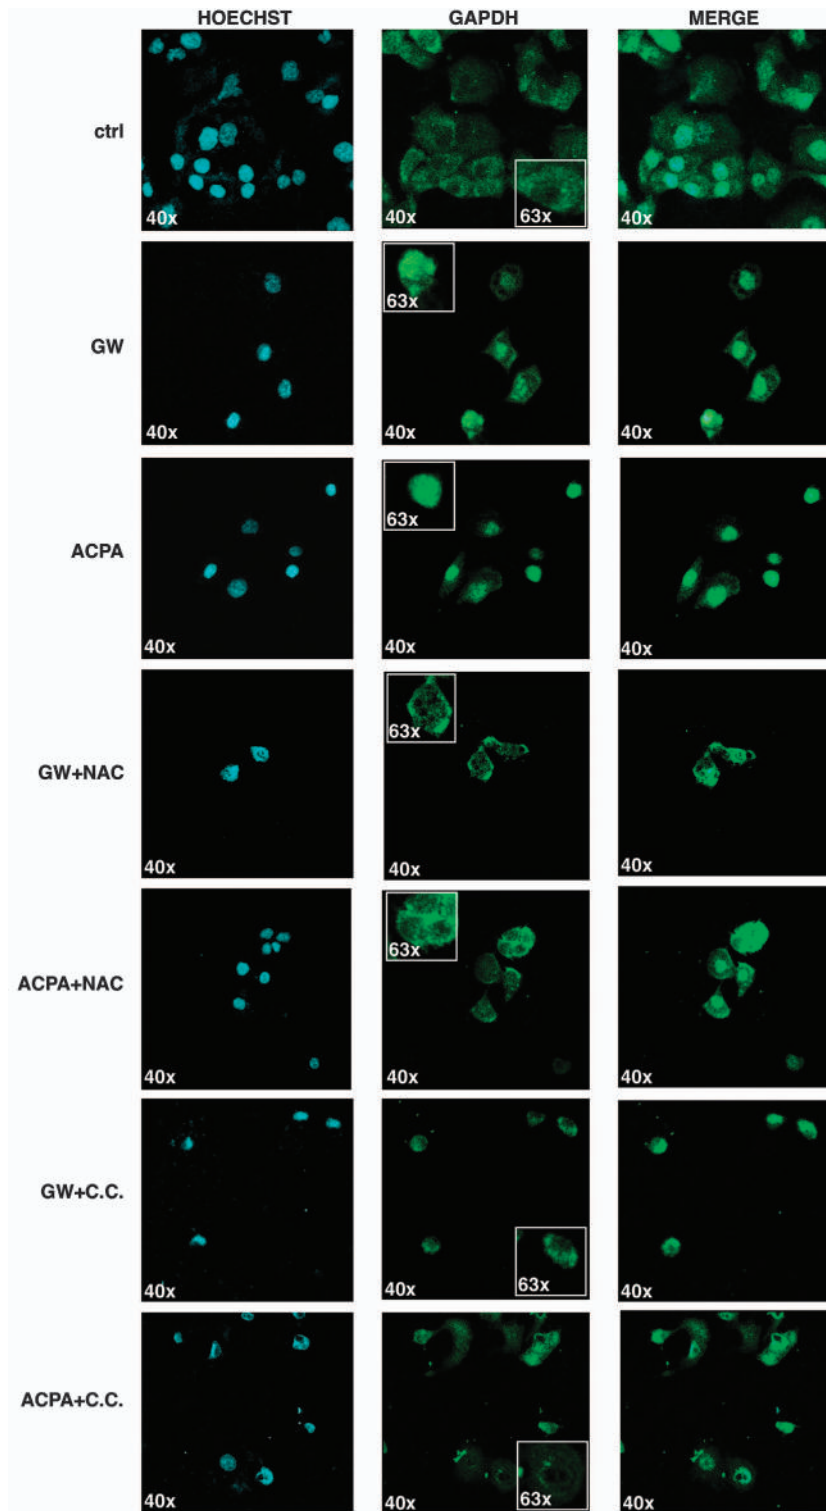 HOECHST GAPDH MERGE
ctrl
40x 40x 63x 40x
GW
63x
40x 40x 40x
ACPA
63x
40x 40x 40x
GW+NAC
63x
40x 40x 40x
ACPA+NAC
63x
40x 40x 40x
GW+C.C.
40x 40x 63x 40x
ACPA+C.C.
40x 40x 63x 40x